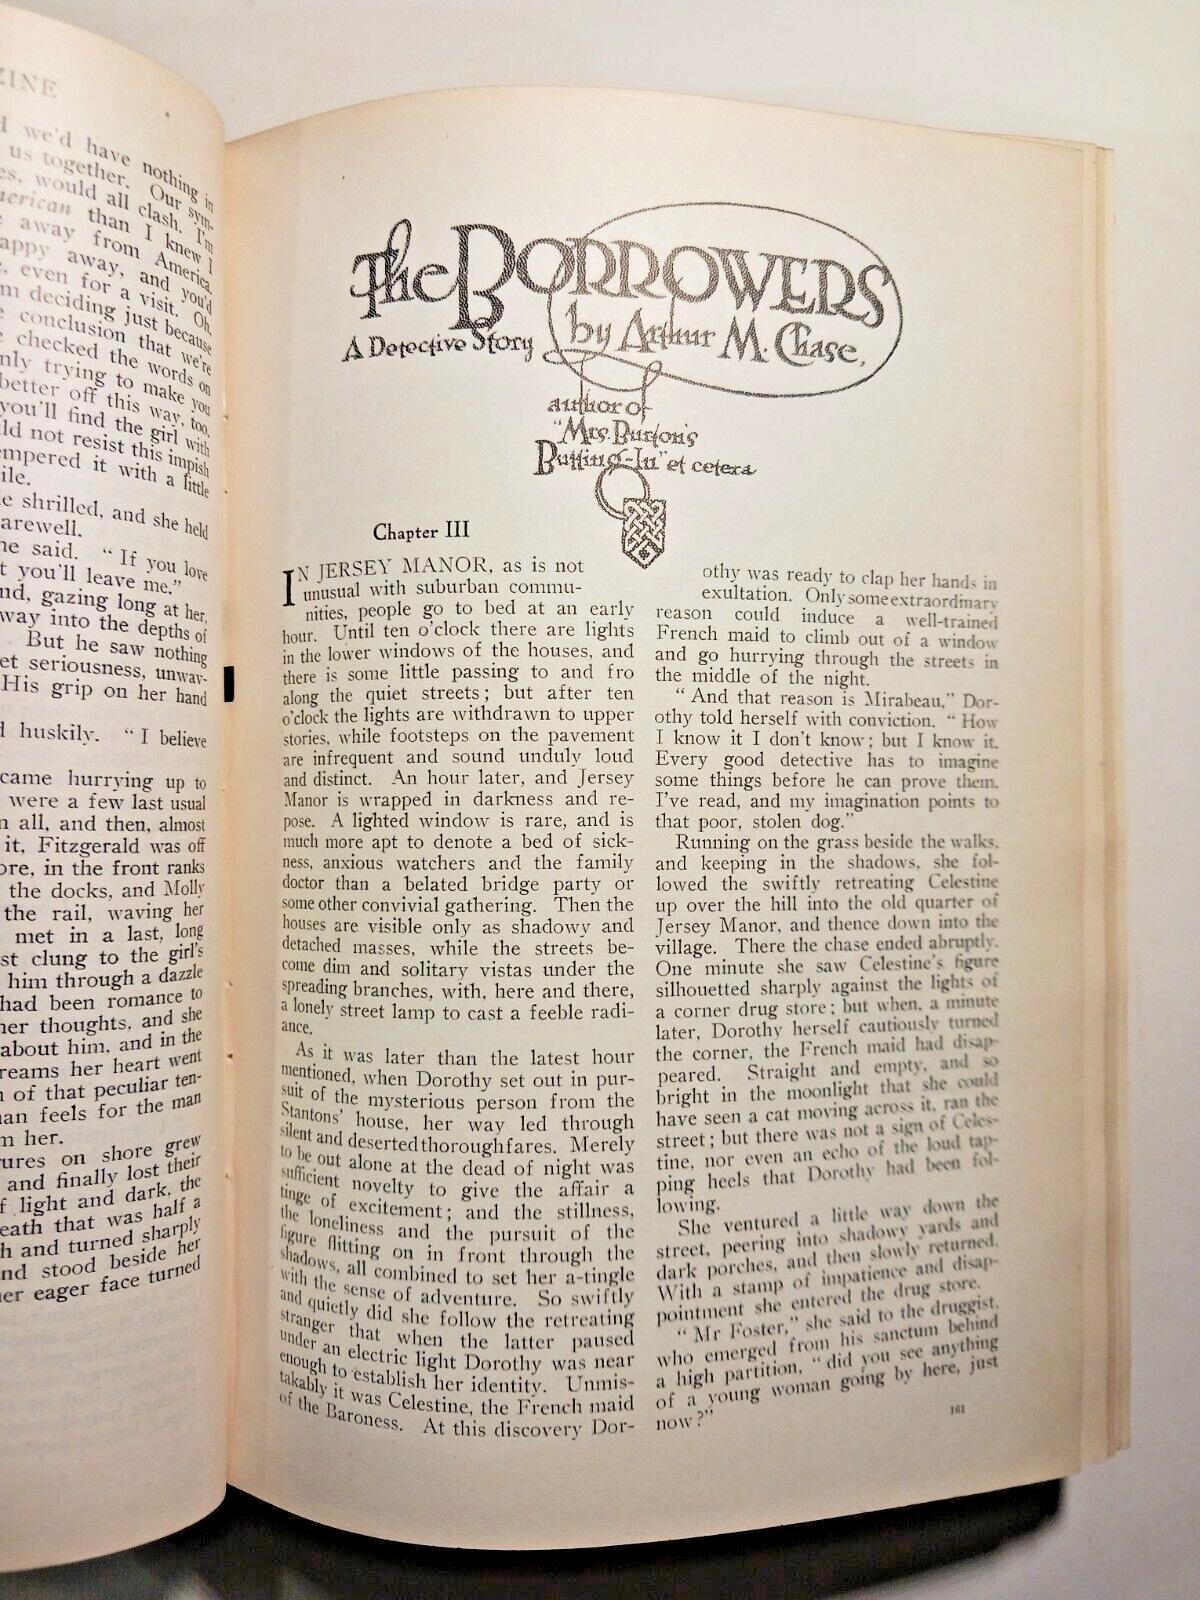 ZINE
we'd have nothing in
us together. Our sym-
es, would all clash. I'm
merican than I knew I
away from America.
appy away, and you'd
, even for a visit. Oh,
m deciding just because
conclusion that we're
checked the words on
nly trying to make you
better off this way, too,
you'll find the girl with
ld not resist this impish
empered it with a little
ile.
e shrilled, and she held
arewell.
he said. "If you love
t you'll leave me."
nd, gazing long at her,
way into the depths of
But he saw nothing
et seriousness, unwav-
His grip on her hand
d huskily. "I believe
came hurrying up to
were a few last usual
n all, and then, almost
it, Fitzgerald was off
ore, in the front ranks
the docks, and Molly
the rail, waving her
met in a last, long
st clung to the girl's
him through a dazzle
had been romance to
her thoughts, and she
about him, and in the
reams her heart went
n of that peculiar ten-
man feels for the man
m her.
tures on shore grew
and finally lost their
f light and dark, the
eath that was half a
h and turned sharply
nd stood beside her
her eager face turned
The BORROWERS
A Detective Story
by Arthur M. Chase,
author of
"Mrs. Burton's
Butting-In" et cetera
Chapter III
IN JERSEY MANOR, as is not
unusual with suburban commu-
nities, people go to bed at an early
hour. Until ten o'clock there are lights
in the lower windows of the houses, and
there is some little passing to and fro
along the quiet streets; but after ten
o'clock the lights are withdrawn to upper
stories, while footsteps on the pavement
are infrequent and sound unduly loud
and distinct. An hour later, and Jersey
Manor is wrapped in darkness and re-
pose. A lighted window is rare, and is
much more apt to denote a bed of sick-
ness, anxious watchers and the family
doctor than a belated bridge party or
some other convivial gathering. Then the
houses are visible only as shadowy and
detached masses, while the streets be-
come dim and solitary vistas under the
spreading branches, with, here and there,
a lonely street lamp to cast a feeble radi-
ance.
As it was later than the latest hour
mentioned, when Dorothy set out in pur-
suit of the mysterious person from the
Stantons' house, her way led through
silent and deserted thoroughfares. Merely
to be out alone at the dead of night was
sufficient novelty to give the affair a
tinge of excitement; and the stillness,
the loneliness and the pursuit of the
figure flitting on in front through the
shadows, all combined to set her a-tingle
with the sense of adventure. So swiftly
and quietly did she follow the retreating
stranger that when the latter paused
under an electric light Dorothy was near
enough to establish her identity. Unmis-
takably it was Celestine, the French maid
of the Baroness. At this discovery Dor-
othy was ready to clap her hands in
exultation. Only some extraordinary
reason could induce a well-trained
French maid to climb out of a window
and go hurrying through the streets in
the middle of the night.
"And that reason is Mirabeau," Dor-
othy told herself with conviction. "How
I know it I don't know; but I know it.
Every good detective has to imagine
some things before he can prove them.
I've read, and my imagination points to
that poor, stolen dog."
Running on the grass beside the walks,
and keeping in the shadows, she fol-
lowed the swiftly retreating Celestine
up over the hill into the old quarter of
Jersey Manor, and thence down into the
village. There the chase ended abruptly.
One minute she saw Celestine's figure
silhouetted sharply against the lights of
a corner drug store; but when, a minute
later, Dorothy herself cautiously turned
the corner, the French maid had disap-
peared. Straight and empty, and so
bright in the moonlight that she could
have seen a cat moving across it, ran the
street; but there was not a sign of Celes-
tine, nor even an echo of the loud tap-
ping heels that Dorothy had been fol-
lowing.
She ventured a little way down the
street, peering into shadowy yards and
dark porches, and then slowly returned.
With a stamp of impatience and disap-
pointment she entered the drug store.
"Mr Foster," she said to the druggist,
who emerged from his sanctum behind
a high partition, "did you see anything
of a young woman going by here, just
now?"
161